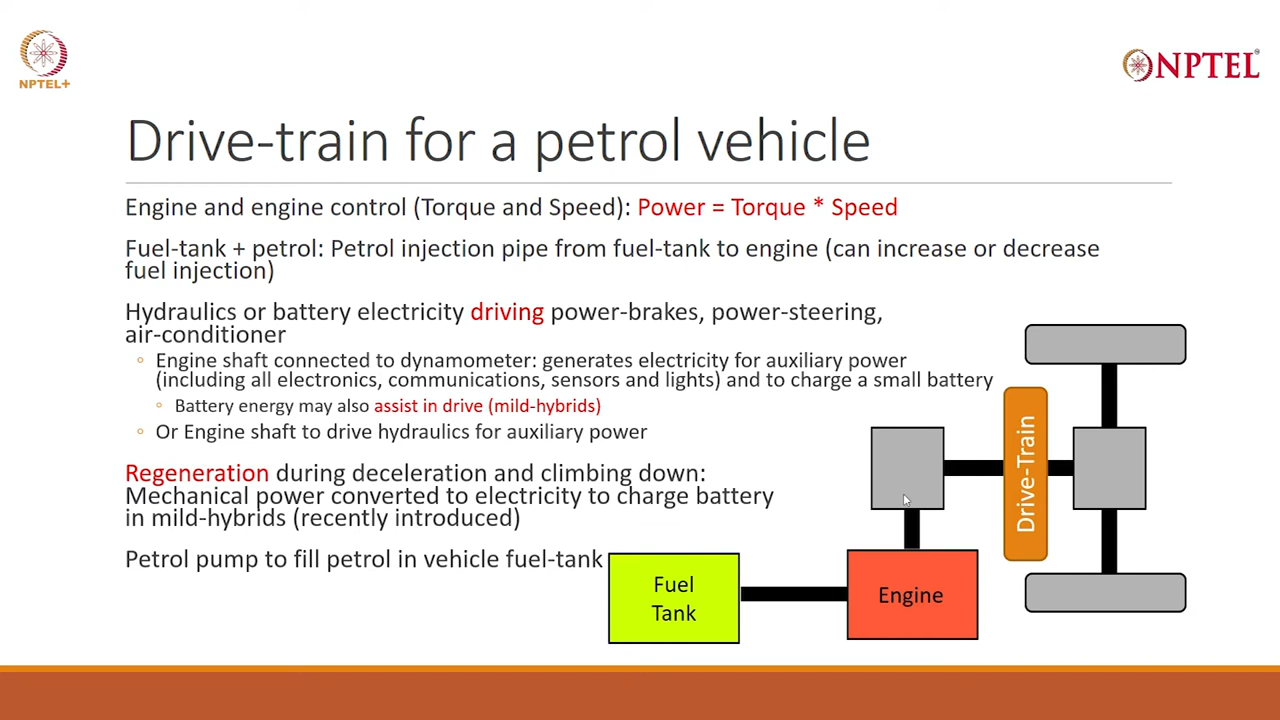 NPTEL+
NPTEL
Drive-train for a petrol vehicle
Engine and engine control (Torque and Speed): Power = Torque * Speed
Fuel-tank + petrol: Petrol injection pipe from fuel-tank to engine (can increase or decrease
fuel injection)
Hydraulics or battery electricity driving power-brakes, power-steering,
air-conditioner
Engine shaft connected to dynamometer: generates electricity for auxiliary power
(including all electronics, communications, sensors and lights) and to charge a small battery
Battery energy may also assist in drive (mild-hybrids)
Or Engine shaft to drive hydraulics for auxiliary power
Regeneration during deceleration and climbing down:
Mechanical power converted to electricity to charge battery
in mild-hybrids (recently introduced)
Petrol pump to fill petrol in vehicle fuel-tank
Drive-Train
Fuel
Tank
Engine